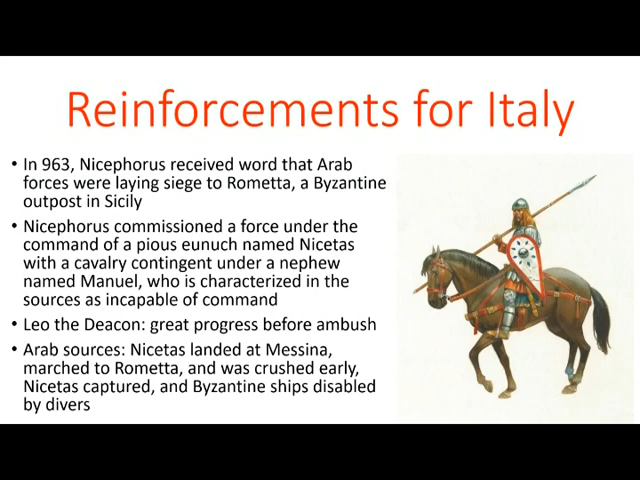 Reinforcements for Italy
• In 963, Nicephorus received word that Arab
forces were laying siege to Rometta, a Byzantine
outpost in Sicily
• Nicephorus commissioned a force under the
command of a pious eunuch named Nicetas
with a cavalry contingent under a nephew
named Manuel, who is characterized in the
sources as incapable of command
• Leo the Deacon: great progress before ambush
• Arab sources: Nicetas landed at Messina,
marched to Rometta, and was crushed early,
Nicetas captured, and Byzantine ships disabled
by divers